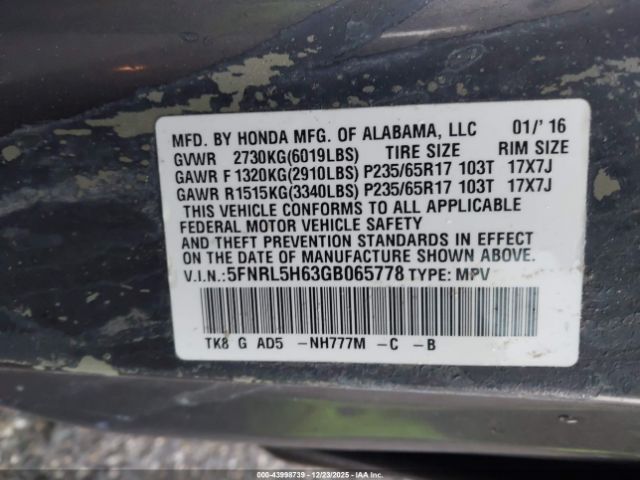 MFD. BY HONDA MFG. OF ALABAMA, LLC 01/'16
GVWR 2730KG(6019LBS) TIRE SIZE RIM SIZE
GAWR F 1320KG(2910LBS) P235/65R17 103T 17X7J
GAWR R1515KG(3340LBS) P235/65R17 103T 17X7J
THIS VEHICLE CONFORMS TO ALL APPLICABLE
FEDERAL MOTOR VEHICLE SAFETY
AND THEFT PREVENTION STANDARDS IN EFFECT
ON THE DATE OF MANUFACTURE SHOWN ABOVE.
V.I.N.:5FNRL5H63GB065778 TYPE: MPV
TK8 G AD5 -NH777M -C -B
000-43998739 - 12/23/2025 - IAAI.COM